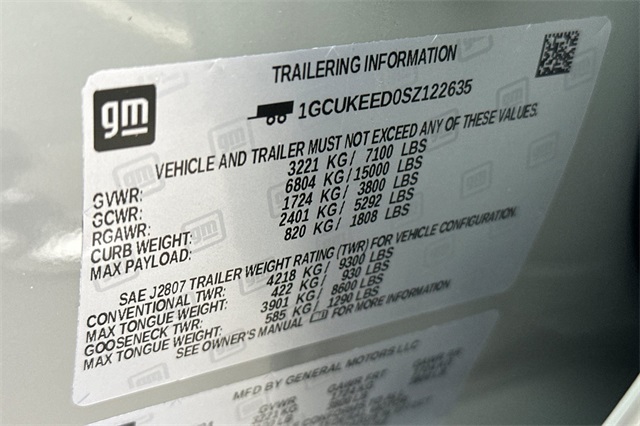 TRAILERING INFORMATION
gm
1GCUKEED0SZ122635
VEHICLE AND TRAILER MUST NOT EXCEED ANY OF THESE VALUES.
GVWR: 3221 KG/ 7100 LBS
GCWR: 6804 KG/15000 LBS
RGAWR: 1724 KG/ 3800 LBS
CURB WEIGHT: 2401 KG/ 5292 LBS
MAX PAYLOAD: 820 KG/ 1808 LBS
SAE J2807 TRAILER WEIGHT RATING (TWR) FOR VEHICLE CONFIGURATION.
CONVENTIONAL TWR: 4218 KG/ 9300 LBS
MAX TONGUE WEIGHT: 422 KG/ 930 LBS
GOOSENECK TWR: 3901 KG/ 8600 LBS
MAX TONGUE WEIGHT: 585 KG/ 1290 LBS
SEE OWNER'S MANUAL FOR MORE INFORMATION
MFD BY GENERAL MOTORS LLC
GVWR GAWR FRT
3221 KG